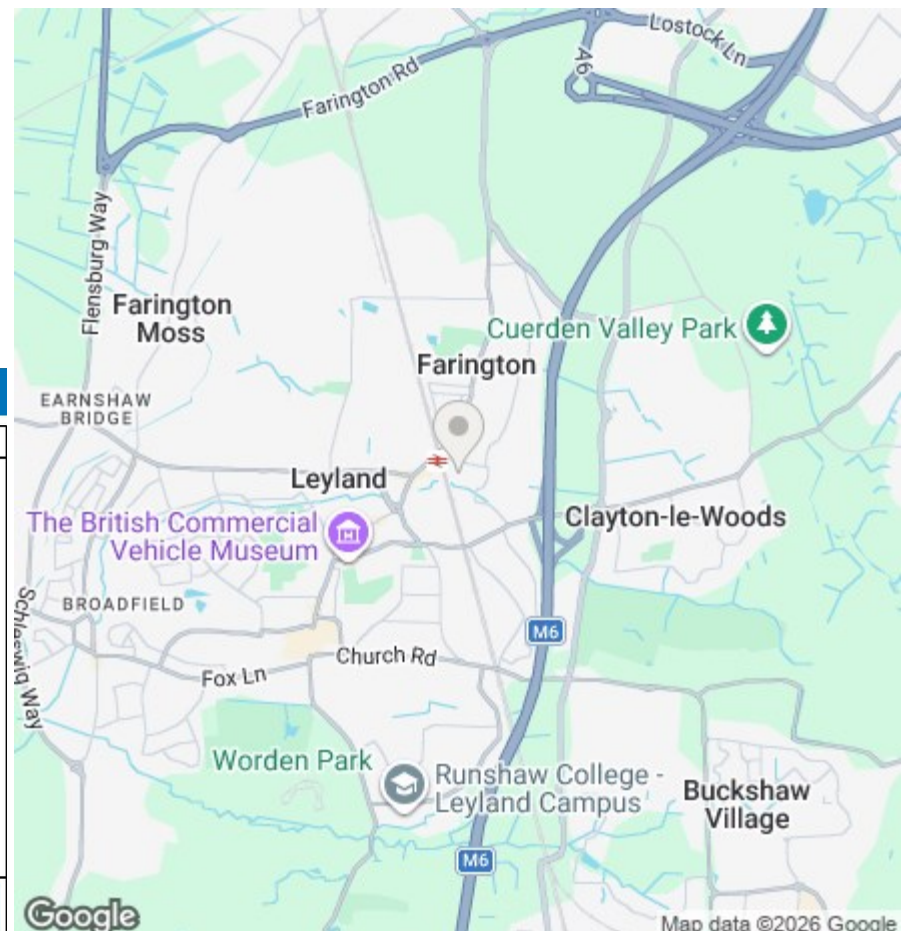 Lostock Ln
A6
Farington Rd
Flensburg Way
Farington
Moss
Cuerden Valley Park
Farington
EARNSHAW
BRIDGE
Leyland
The British Commercial
Vehicle Museum
Clayton-le-Woods
BROADFIELD
Schleswig Way
M6
Church Rd
Fox Ln
Worden Park
Runshaw College -
Leyland Campus
Buckshaw
Village
M6
Google
Map data ©2026 Google